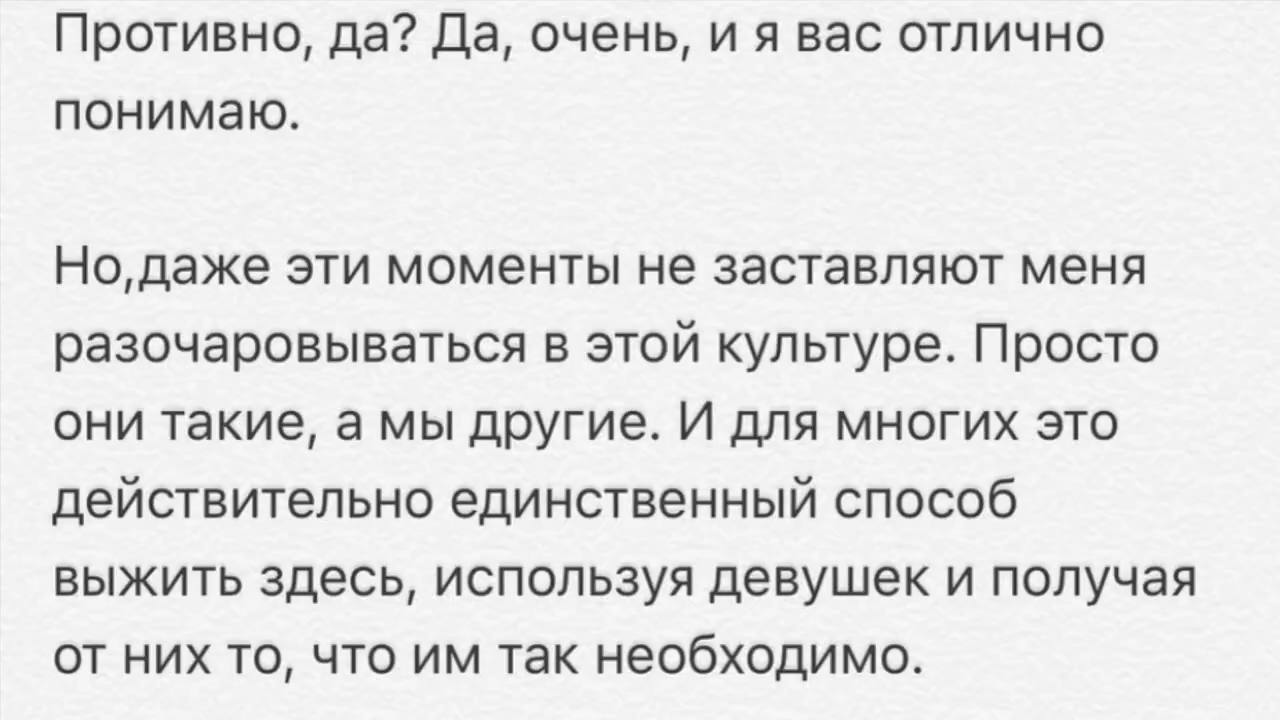 Противно, да? Да, очень, и я вас отлично
понимаю.
Но,даже эти моменты не заставляют меня
разочаровываться в этой культуре. Просто
они такие, а мы другие. И для многих это
действительно единственный способ
выжить здесь, используя девушек и получая
от них то, что им так необходимо.